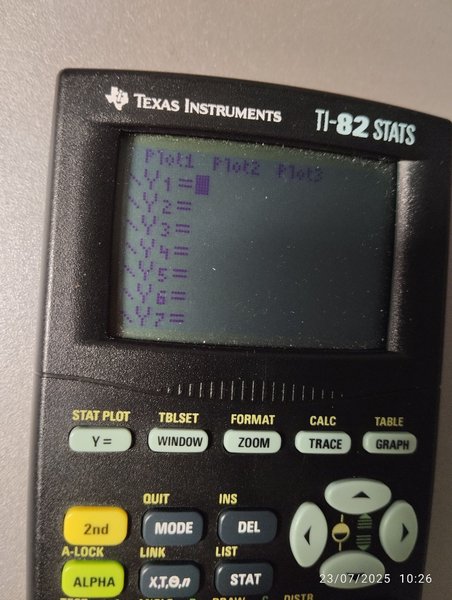 TEXAS INSTRUMENTS TI-82 STATS
Plot1 Plot2 Plot3
\Y1=
\Y2=
\Y3=
\Y4=
\Y5=
\Y6=
\Y7=
STAT PLOT TBLSET FORMAT CALC TABLE
Y= WINDOW ZOOM TRACE GRAPH
QUIT INS
2nd MODE DEL
A-LOCK LINK LIST
ALPHA X,T,Θ,n STAT
23/07/2025 10:26
DISTR